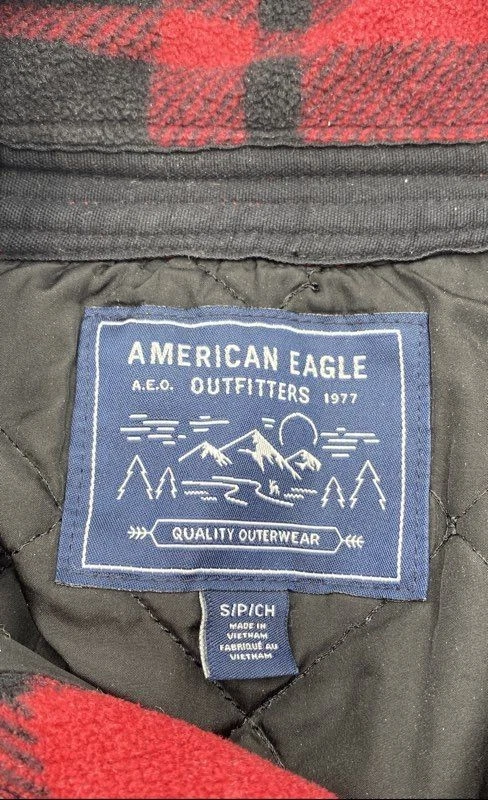 AMERICAN EAGLE
A.E.O. OUTFITTERS 1977
QUALITY OUTERWEAR
S/P/CH
MADE IN
VIETNAM
FABRIQUÉ AU
VIETNAM